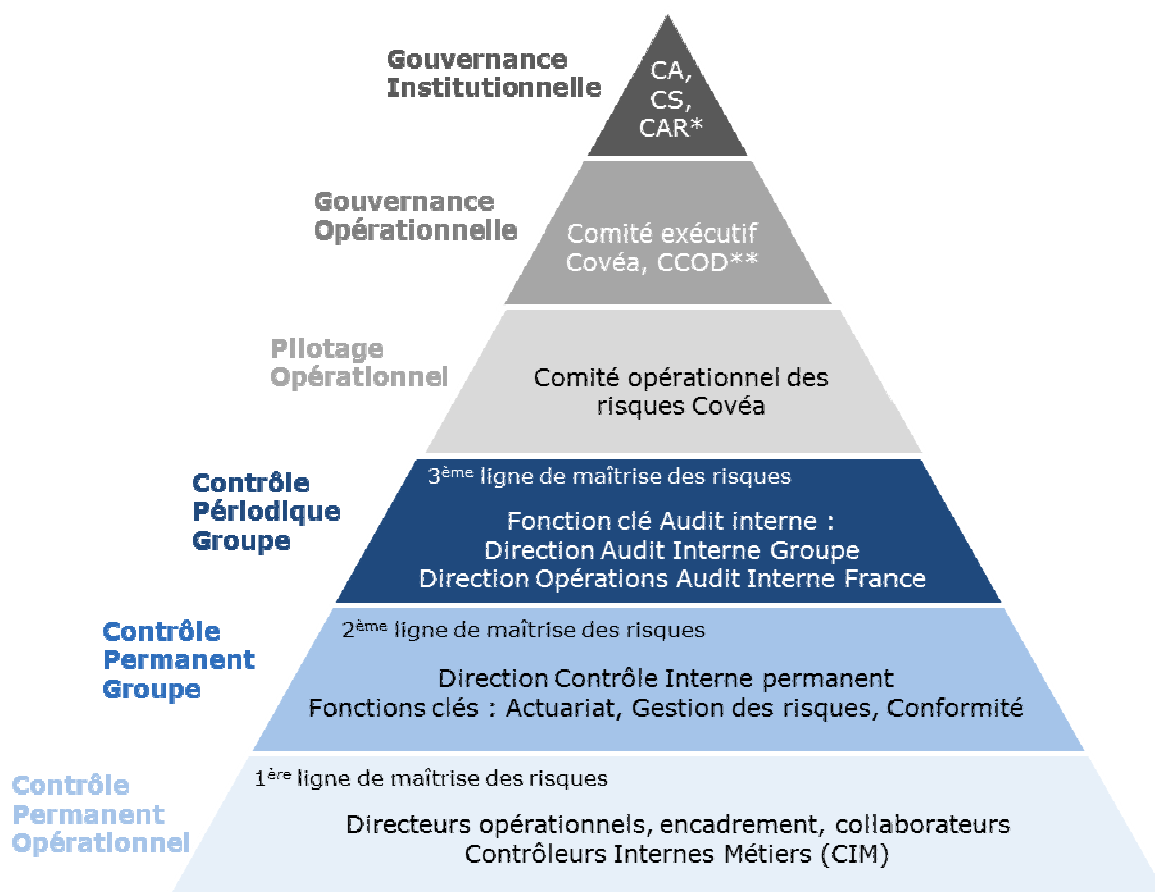 Gouvernance
Institutionnelle
CA,
CS,
CAR*
Gouvernance
Opérationnelle
Comité exécutif
Covéa, CCOD**
Pilotage
Opérationnel
Comité opérationnel des
risques Covéa
Contrôle
Périodique
Groupe
3ème ligne de maîtrise des risques
Fonction clé Audit interne :
Direction Audit Interne Groupe
Direction Opérations Audit Interne France
Contrôle
Permanent
Groupe
2ème ligne de maîtrise des risques
Direction Contrôle Interne permanent
Fonctions clés : Actuariat, Gestion des risques, Conformité
Contrôle
Permanent
Opérationnel
1ère ligne de maîtrise des risques
Directeurs opérationnels, encadrement, collaborateurs
Contrôleurs Internes Métiers (CIM)